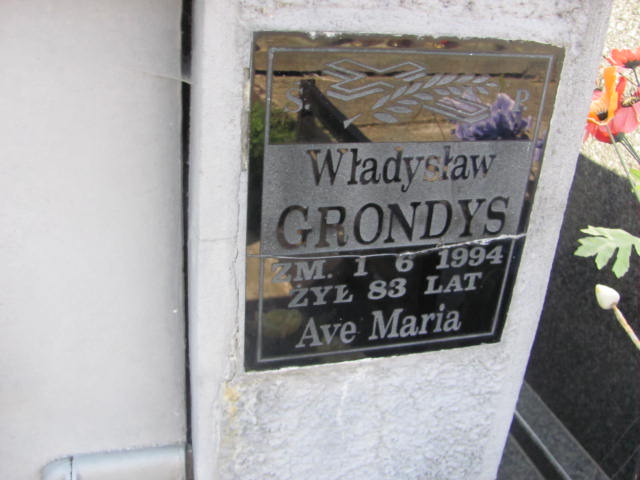 Ś. P.
Władysław
GRONDYS
ZM. 1 6 1994
ŻYŁ 83 LAT
Ave Maria